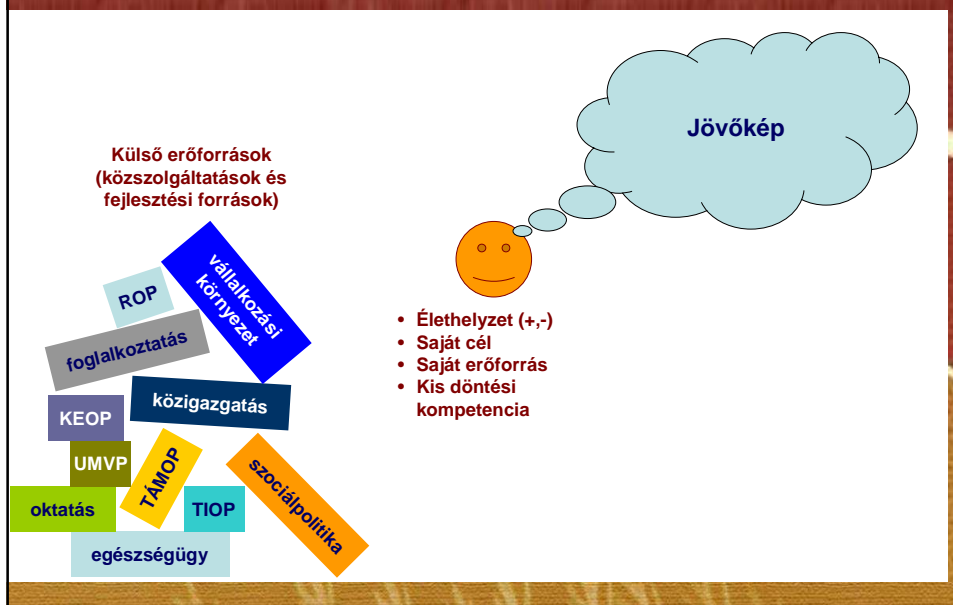 Jövőkép
Külső erőforrások
(közszolgáltatások és
fejlesztési források)
vállalkozási
környezet
ROP
foglalkoztatás
közigazgatás
KEOP
UMVP
TÁMOP
szociálpolitika
oktatás
TIOP
egészségügy
• Élethelyzet (+,-)
• Saját cél
• Saját erőforrás
• Kis döntési
kompetencia